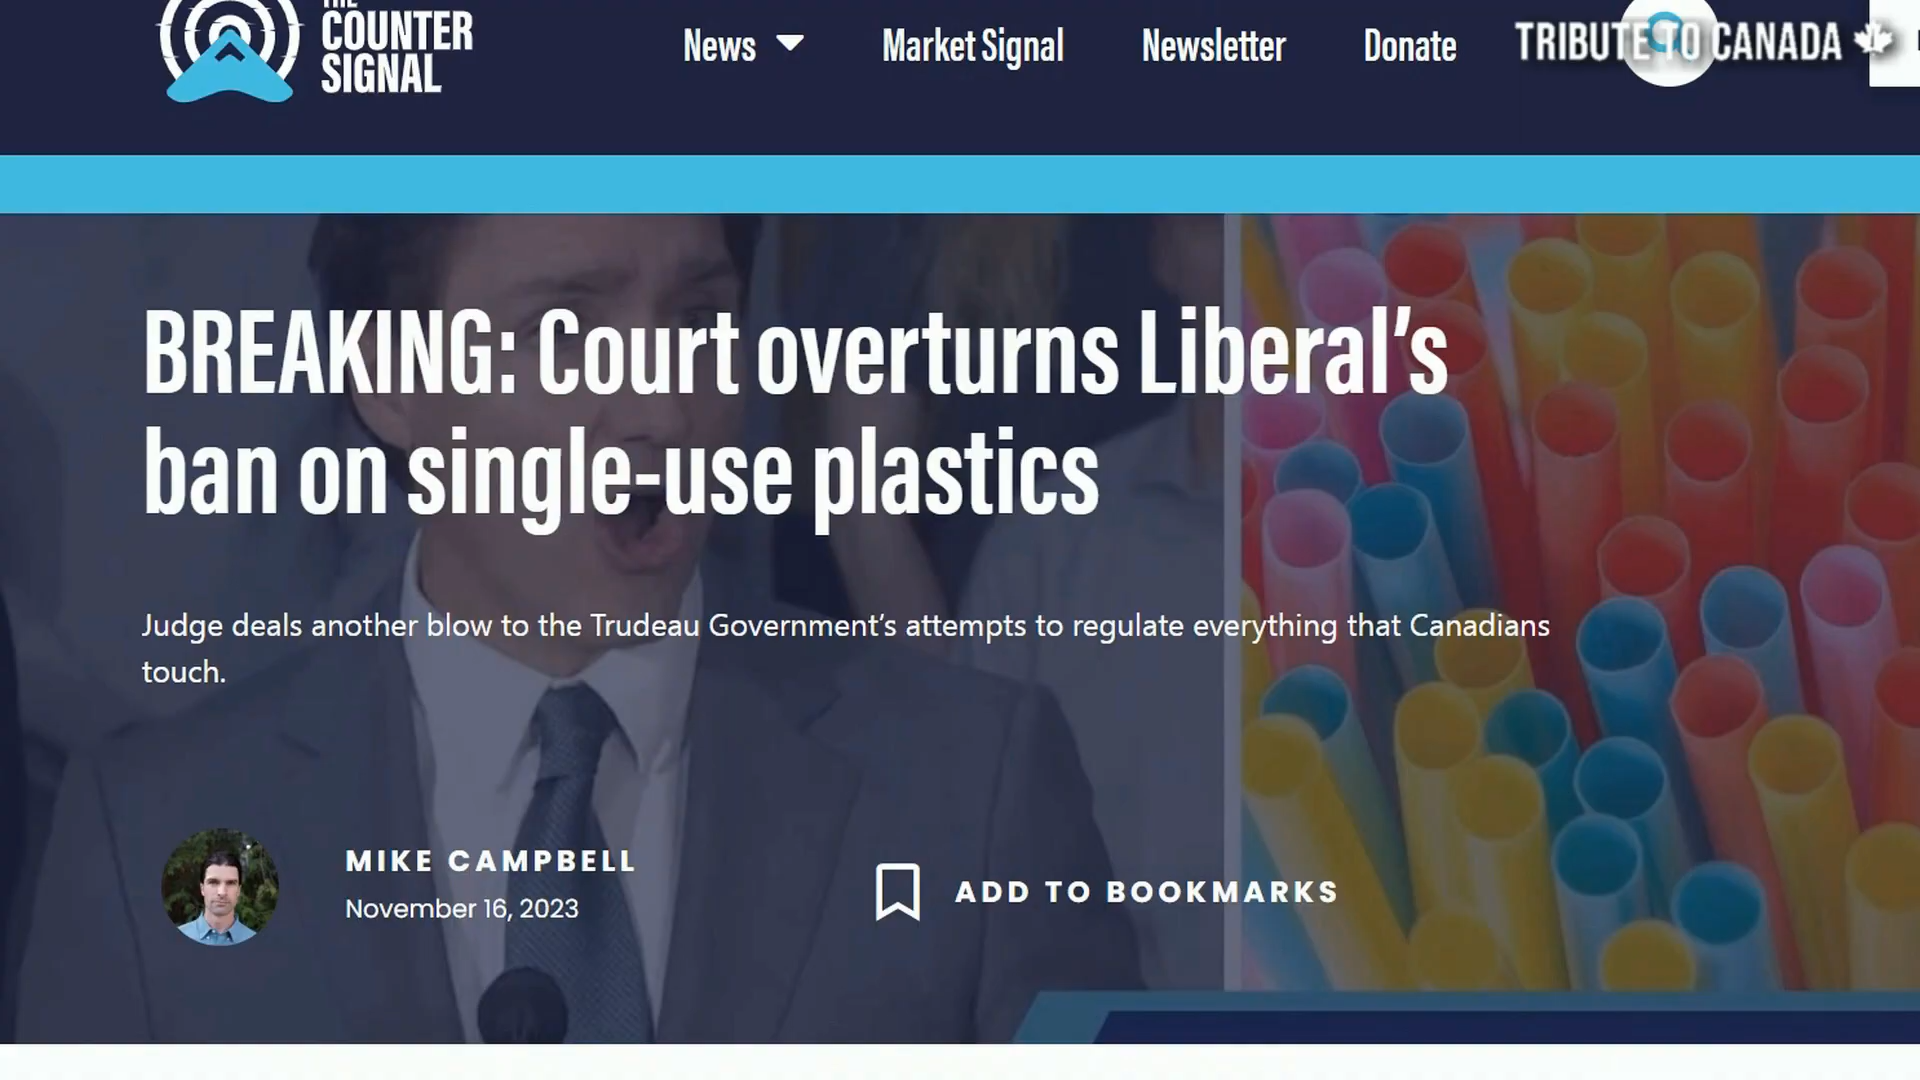 THE
COUNTER
SIGNAL
News
Market Signal
Newsletter
Donate
TRIBUTE TO CANADA
BREAKING: Court overturns Liberal’s
ban on single-use plastics
Judge deals another blow to the Trudeau Government’s attempts to regulate everything that Canadians
touch.
MIKE CAMPBELL
November 16, 2023
ADD TO BOOKMARKS